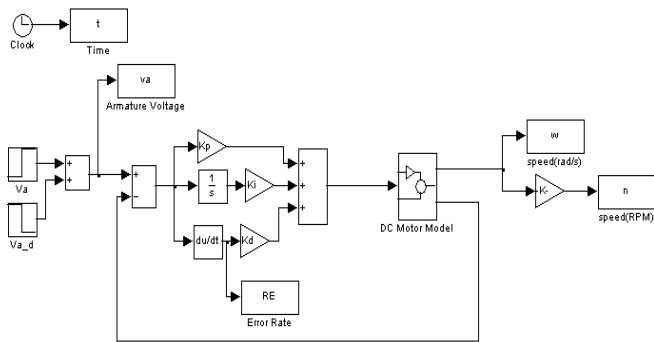 t
Clock
Time
va
Armature Voltage
+
+
Va
Va_d
+
−
Kp
1
s
Ki
du/dt
Kd
+
+
+
RE
Error Rate
DC Motor Model
w
speed(rad/s)
K-
n
speed(RPM)